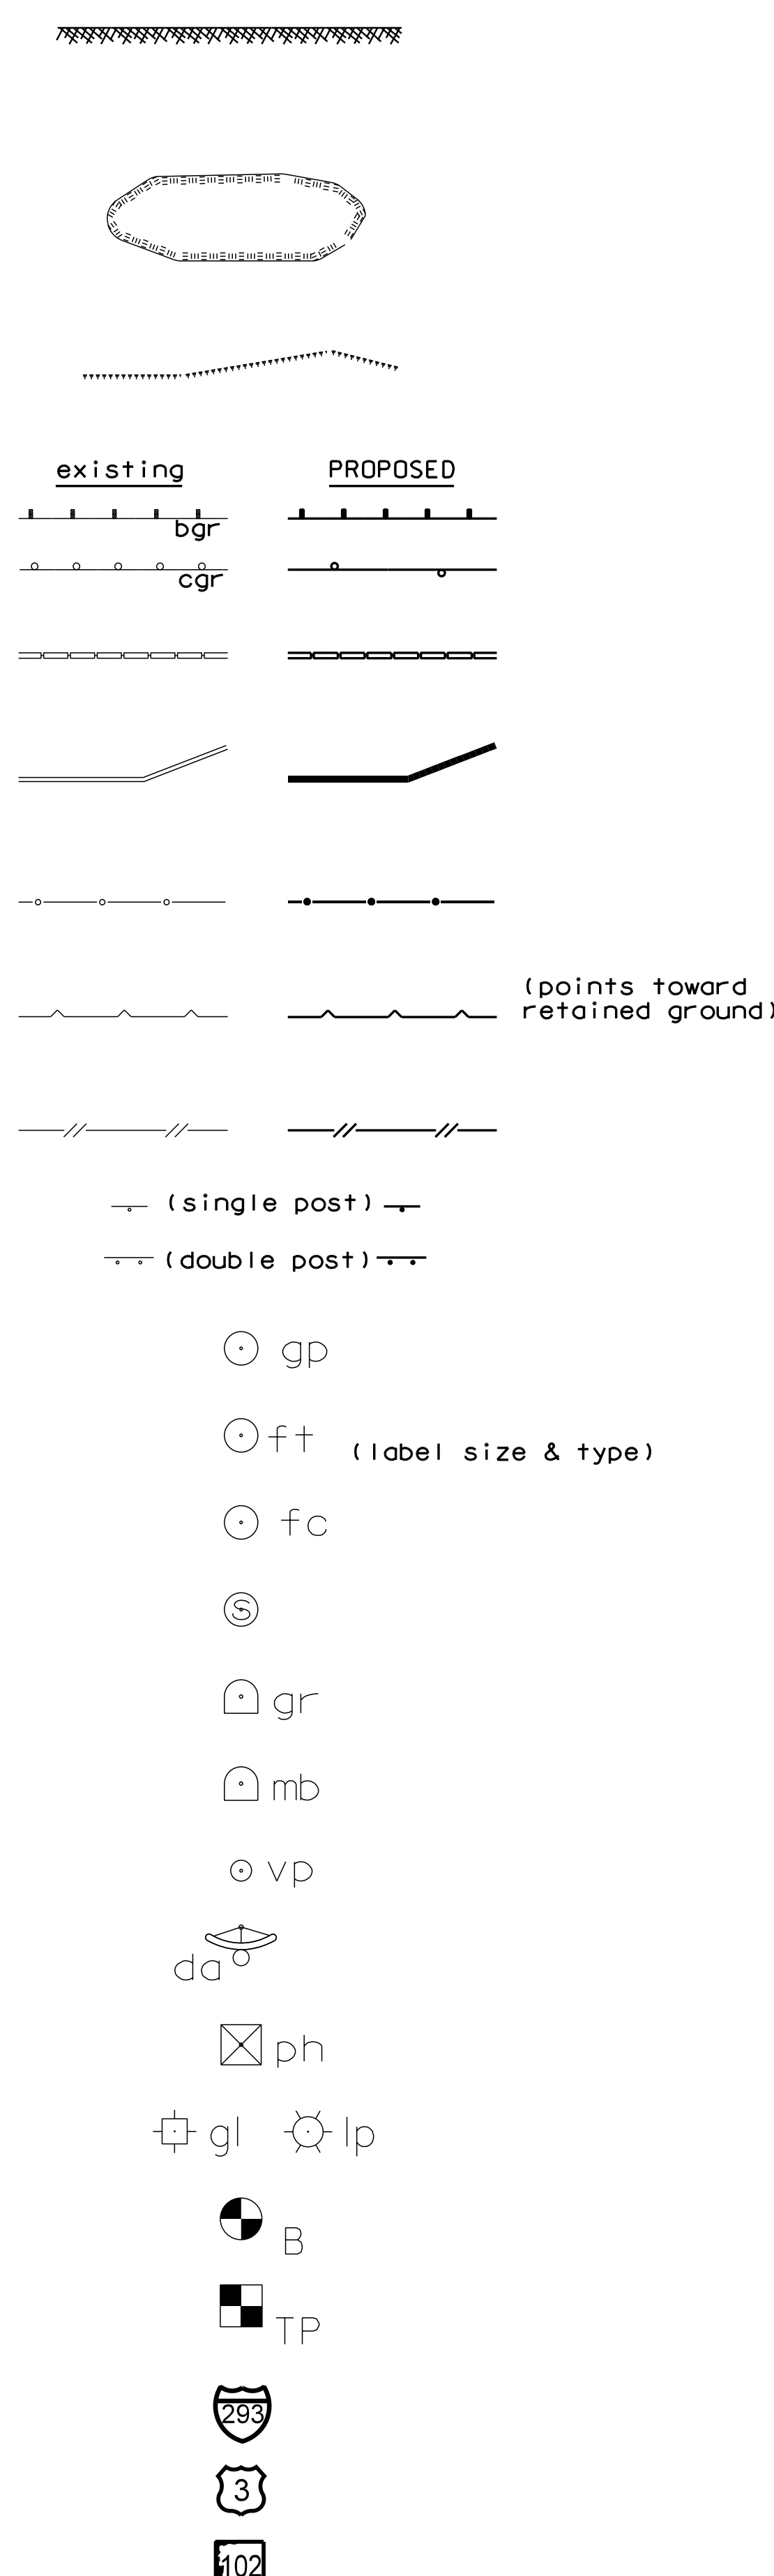 existing PROPOSED
bgr
cgr
(points toward
retained ground)
(single post)
(double post)
gp
ft (label size & type)
fc
S
gr
mb
vp
da
ph
gl lp
B
TP
293
3
102